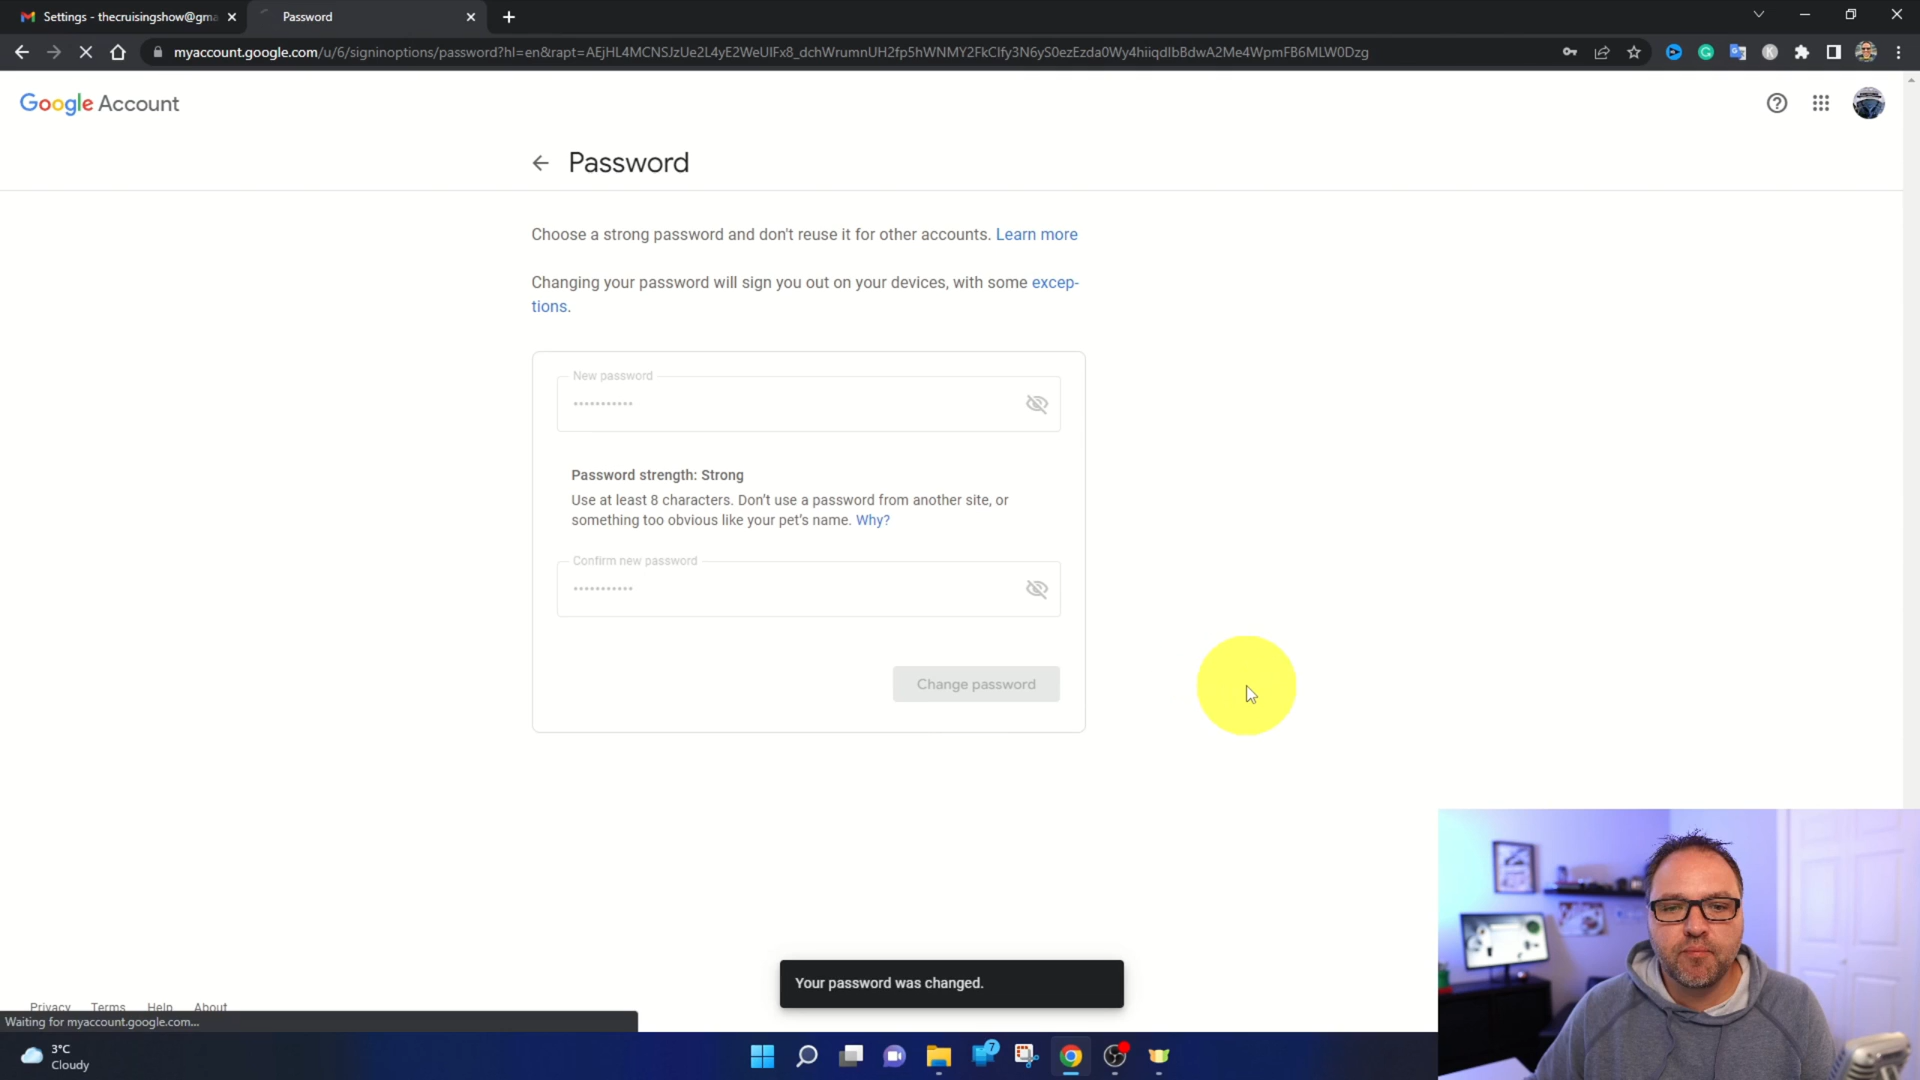 Settings - thecruisingshow@gma
Password
myaccount.google.com/u/6/signinoptions/password?hl=en&rapt=AEjHL4MCNSJzUe2L4yE2WeUIFx8_dchWrumnUH2fp5hWNMY2FkClfy3N6yS0ezEzda0Wy4hiiqdIbBdwA2Me4WpmFB6MLW0Dzg
Google Account
Password
Choose a strong password and don't reuse it for other accounts. Learn more
Changing your password will sign you out on your devices, with some excep-
tions.
New password
Password strength: Strong
Use at least 8 characters. Don't use a password from another site, or
something too obvious like your pet's name. Why?
Confirm new password
Change password
Your password was changed.
Privacy Terms Help About
Waiting for myaccount.google.com...
3°C
Cloudy
7